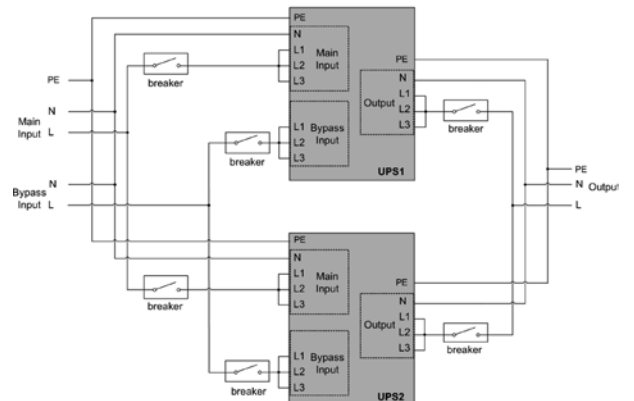 PE
N
L1
L2
L3
Main
Input
breaker
PE
N
L1
L2
L3
Output
breaker
PE
N
Main
Input
L
L1
L2
L3
Bypass
Input
breaker
UPS1
PE
N
Output
L
Bypass
Input
N
L
PE
N
L1
L2
L3
Main
Input
breaker
PE
N
L1
L2
L3
Output
breaker
L1
L2
L3
Bypass
Input
breaker
UPS2